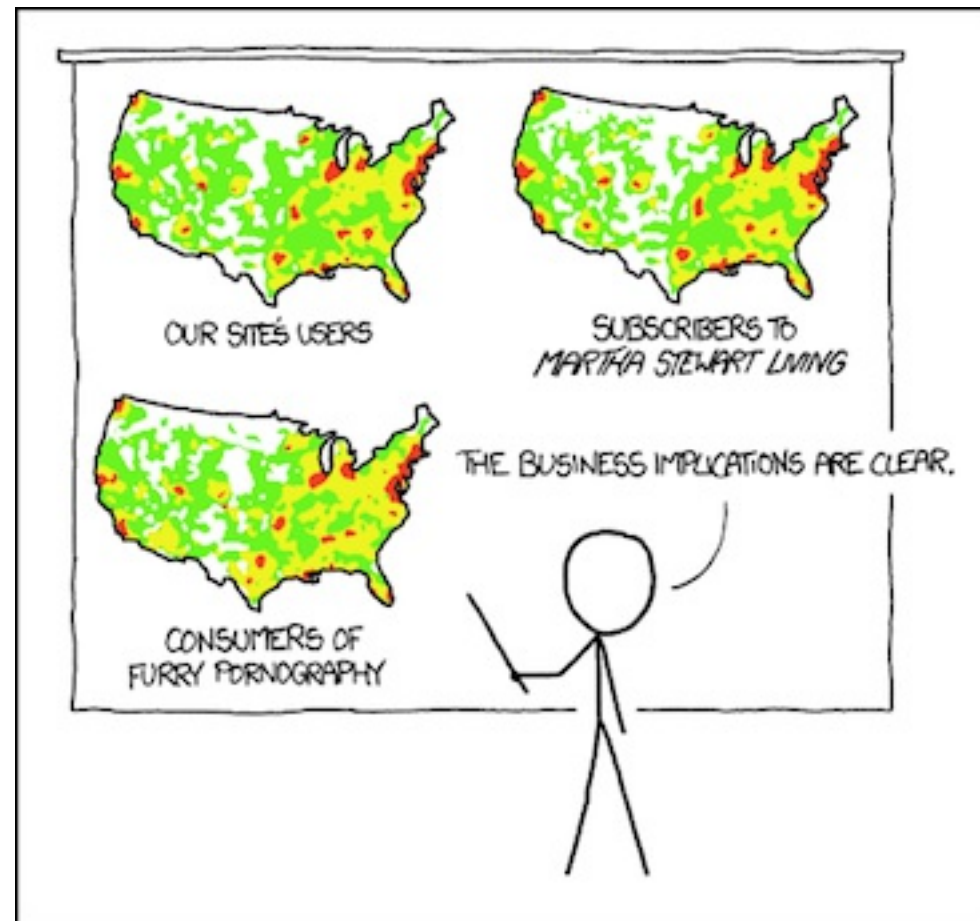 OUR SITE'S USERS
SUBSCRIBERS TO
MARTHA STEWART LIVING
CONSUMERS OF
FURRY PORNOGRAPHY
THE BUSINESS IMPLICATIONS ARE CLEAR.